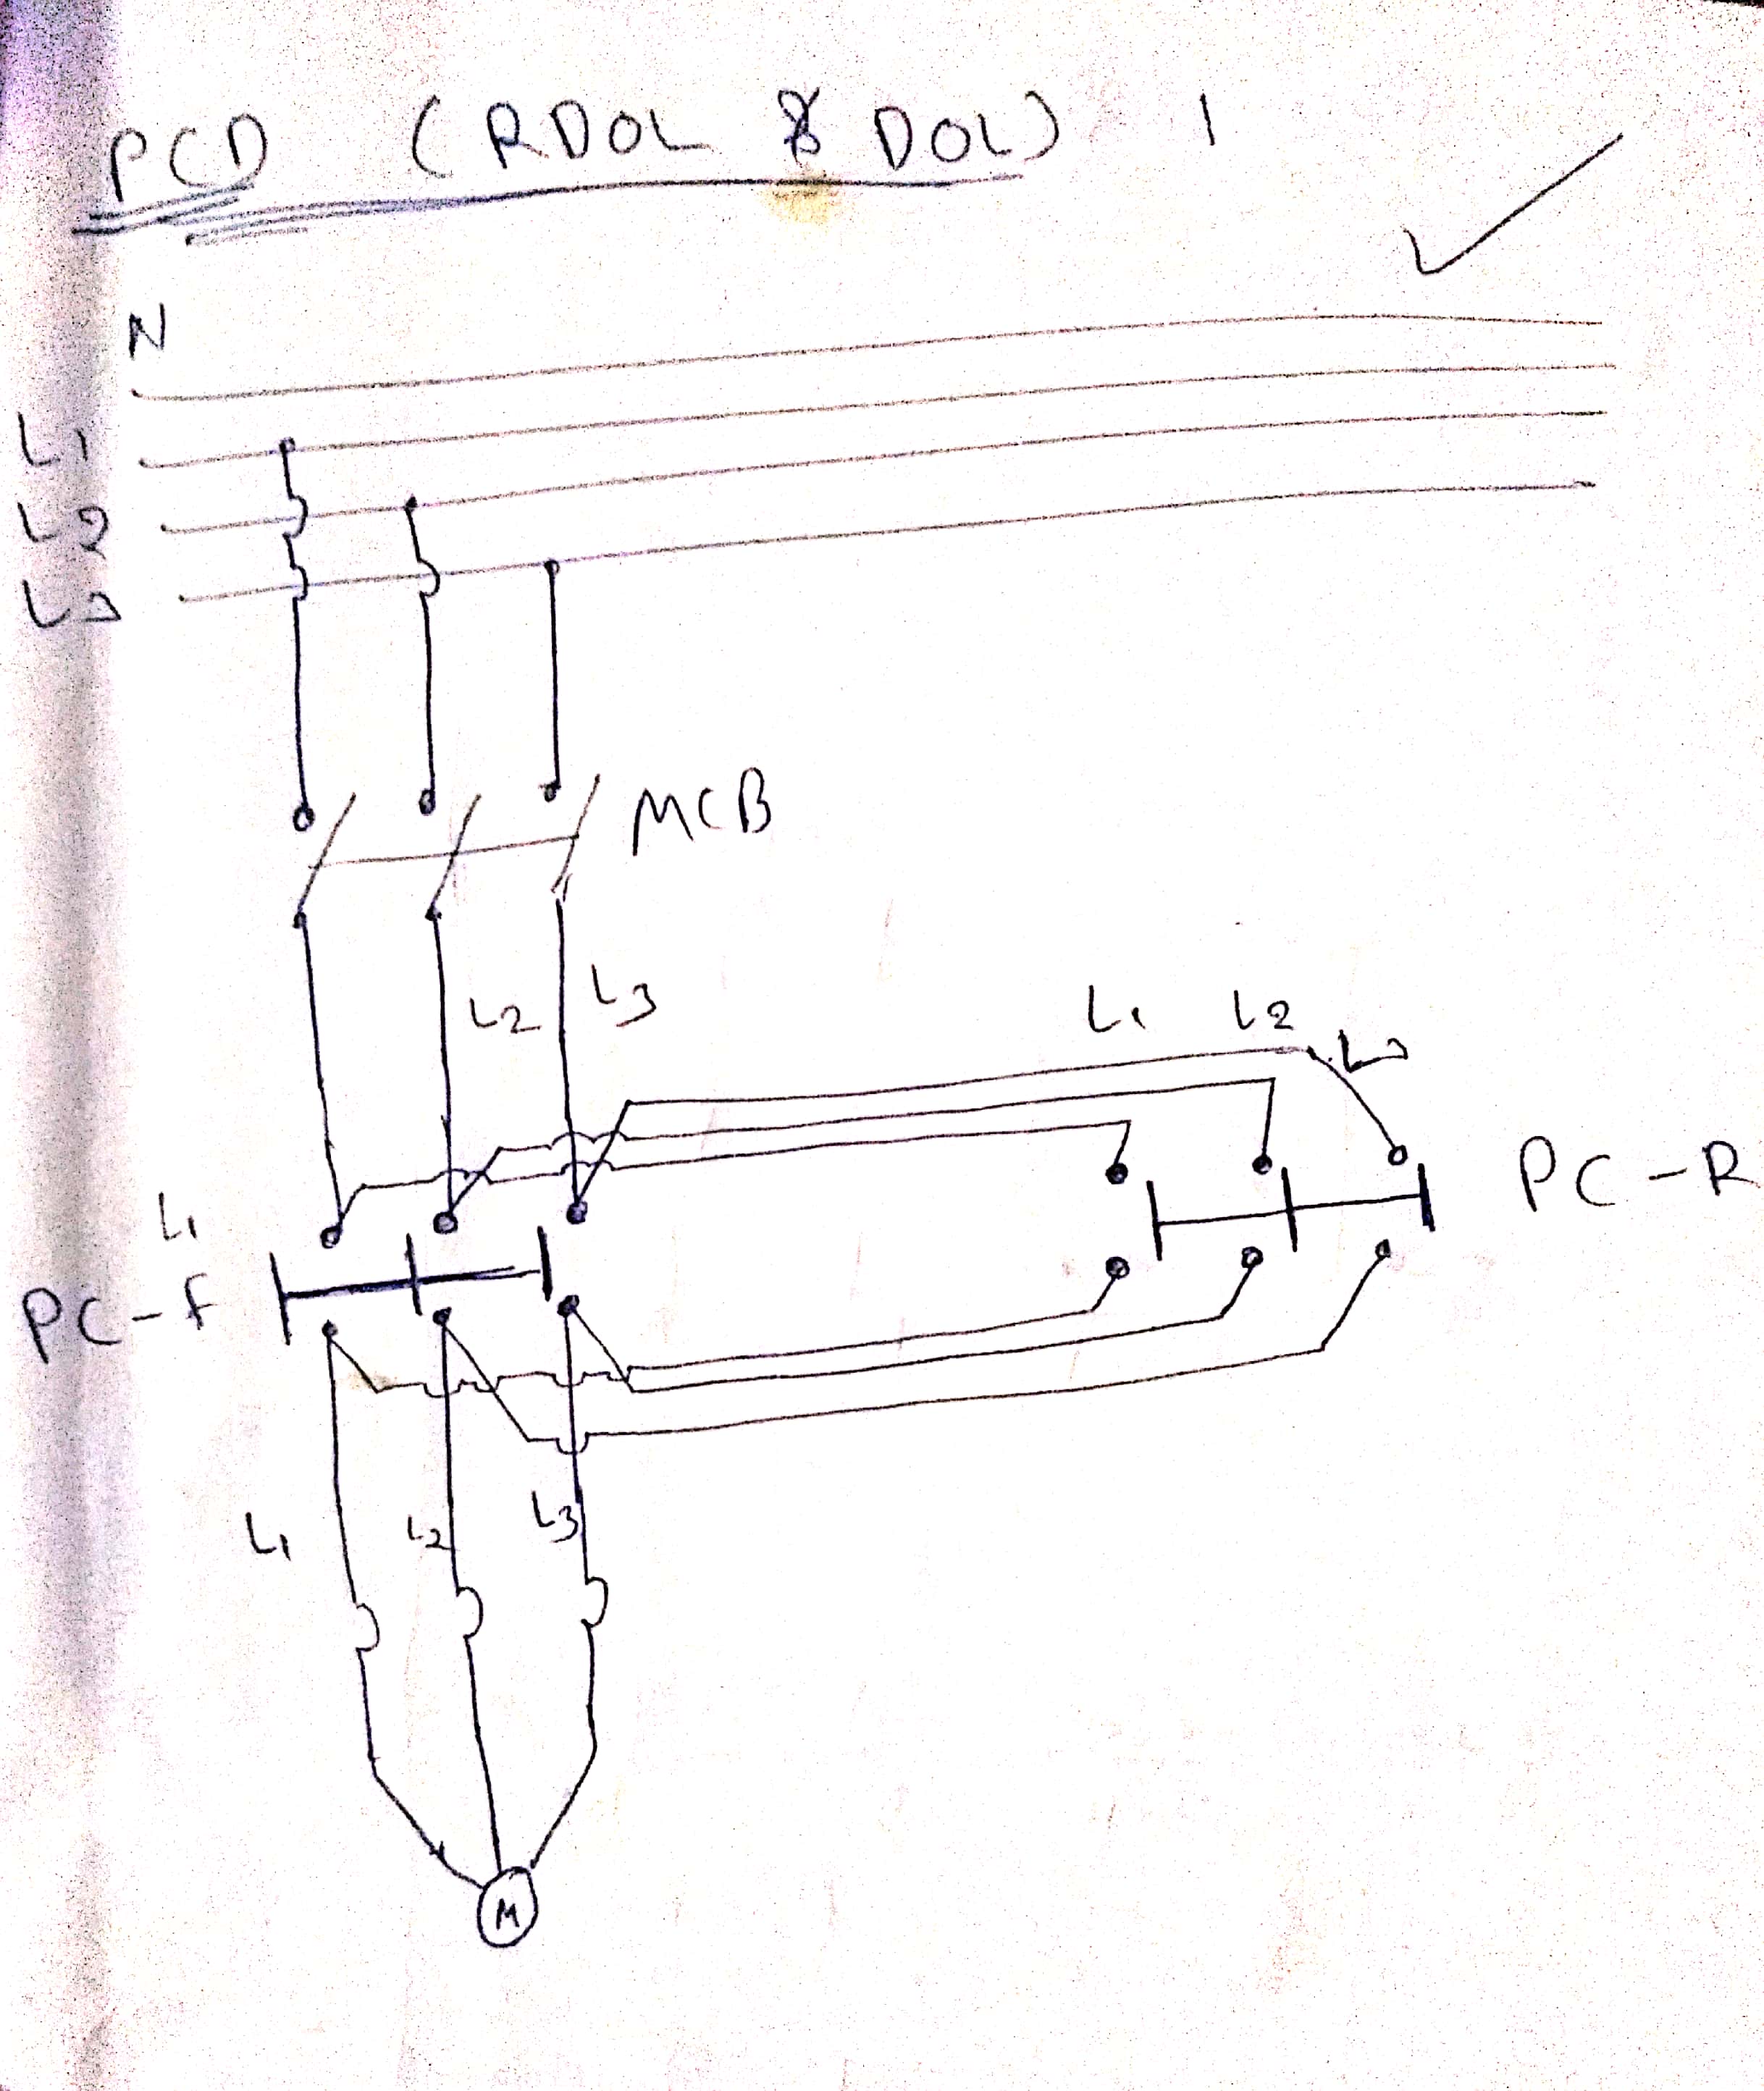 PCD (RDOL & DOL) 1
N
L1
L2
L3
MCB
L2 L3
L1 L2 L3
PC-R
L1
PC-f
L1 L2 L3
M